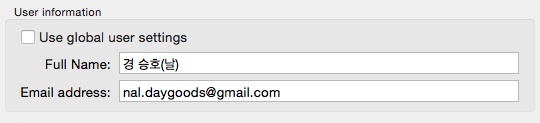 User information
Use global user settings
Full Name: 경 승호(날)
Email address: nal.daygoods@gmail.com